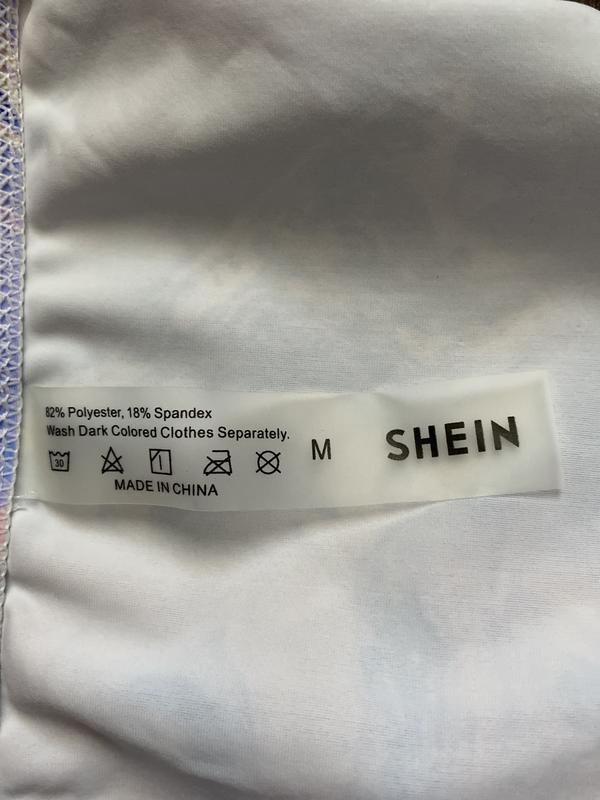 82% Polyester, 18% Spandex
Wash Dark Colored Clothes Separately.
30
MADE IN CHINA
M
SHEIN